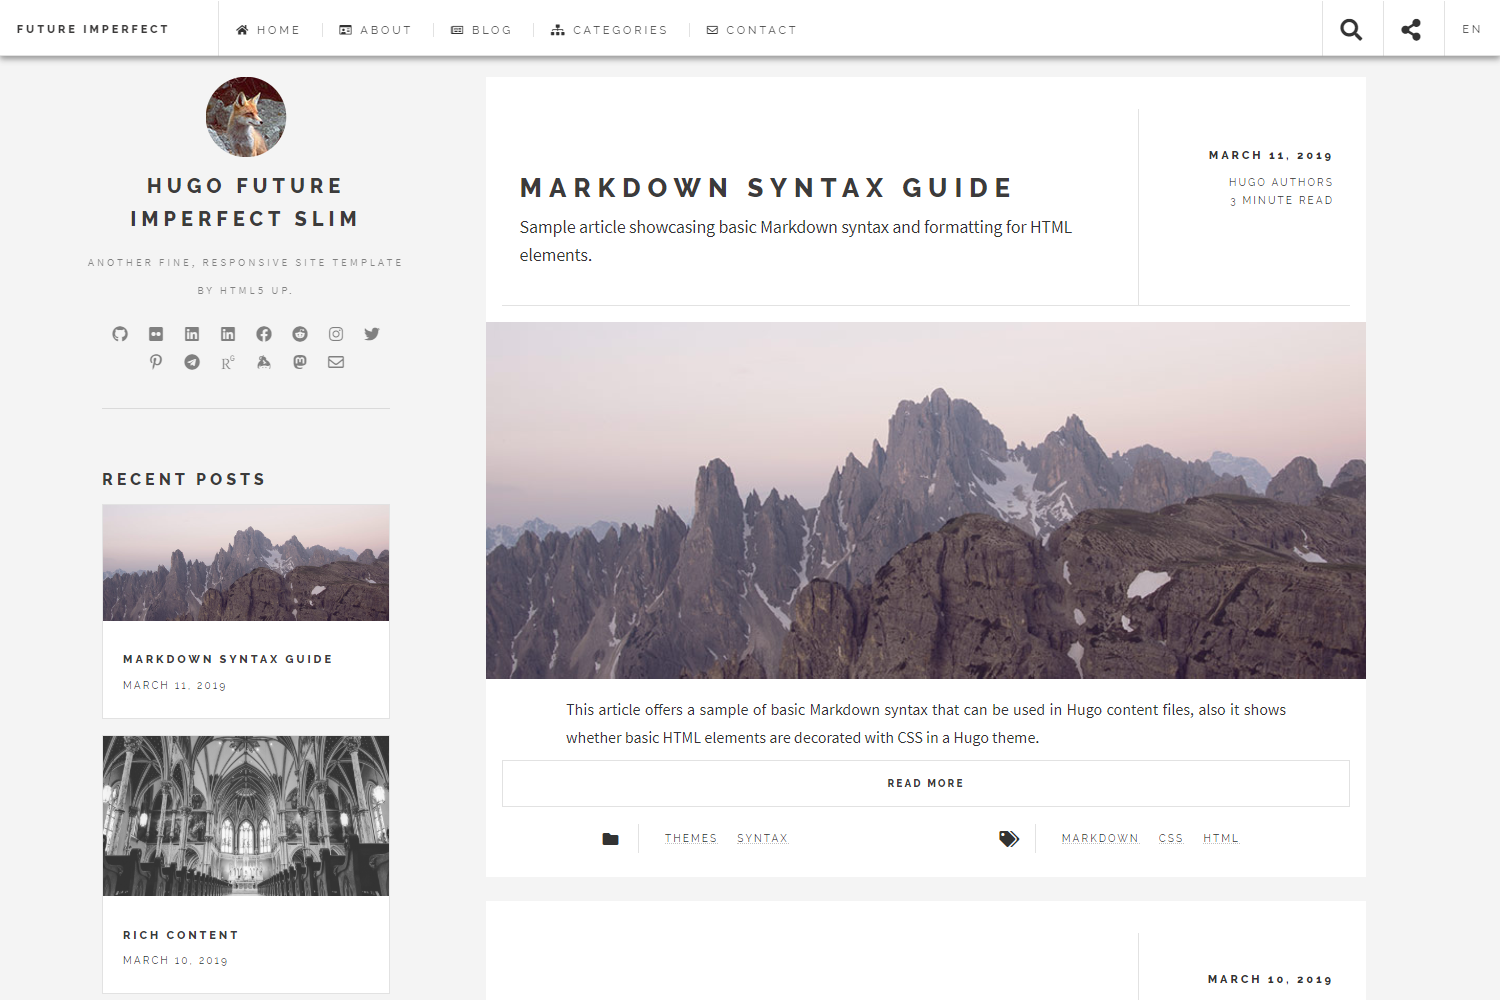 FUTURE IMPERFECT
HOME
ABOUT
BLOG
CATEGORIES
CONTACT
EN
HUGO FUTURE
IMPERFECT SLIM
ANOTHER FINE, RESPONSIVE SITE TEMPLATE
BY HTML5 UP.
RECENT POSTS
MARKDOWN SYNTAX GUIDE
MARCH 11, 2019
RICH CONTENT
MARCH 10, 2019
MARKDOWN SYNTAX GUIDE
Sample article showcasing basic Markdown syntax and formatting for HTML
elements.
MARCH 11, 2019
HUGO AUTHORS
3 MINUTE READ
This article offers a sample of basic Markdown syntax that can be used in Hugo content files, also it shows
whether basic HTML elements are decorated with CSS in a Hugo theme.
READ MORE
THEMES SYNTAX
MARKDOWN CSS HTML
MARCH 10, 2019